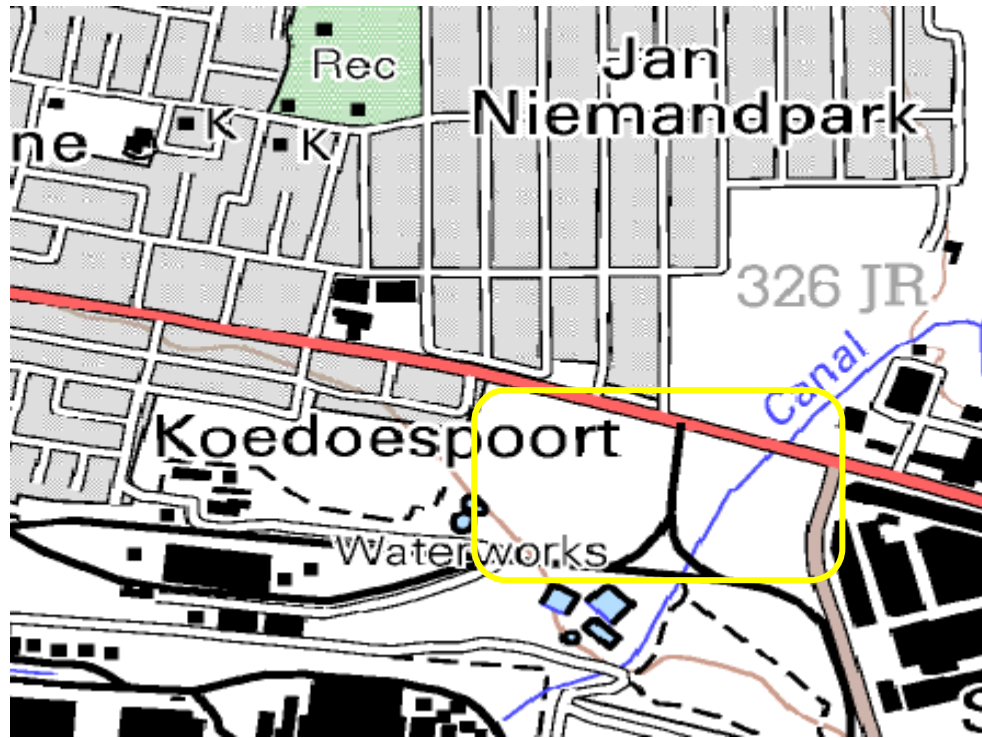 Rec
Jan
Niemandpark
K
K
ne
326 JR
Canal
Koedoespoort
Waterworks
S